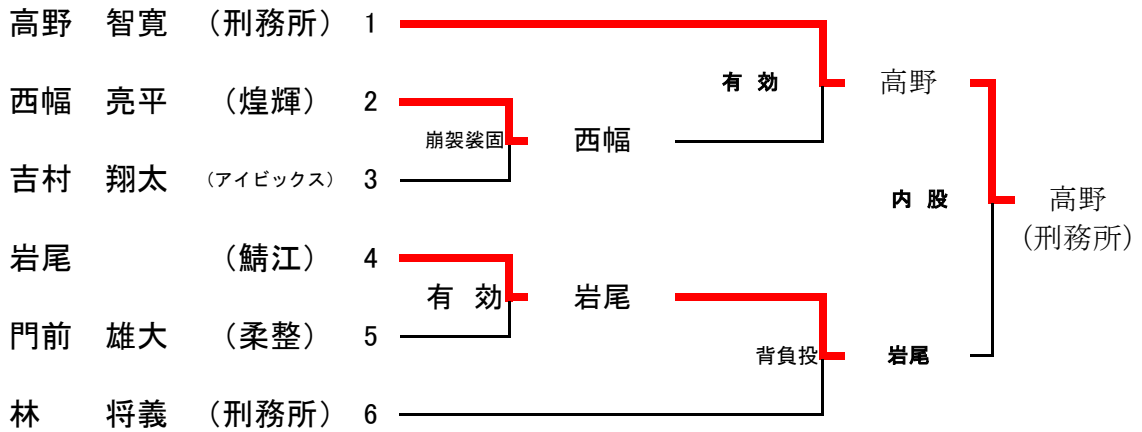 高野　智寛　（刑務所）　1
有 効
高野
西幅　亮平　（煌輝）　2
崩袈裟固
西幅
吉村　翔太　（アイビックス）　3
内 股
高野
（刑務所）
岩尾　（鯖江）　4
有 効
岩尾
門前　雄大　（柔整）　5
背負投
岩尾
林　将義　（刑務所）　6